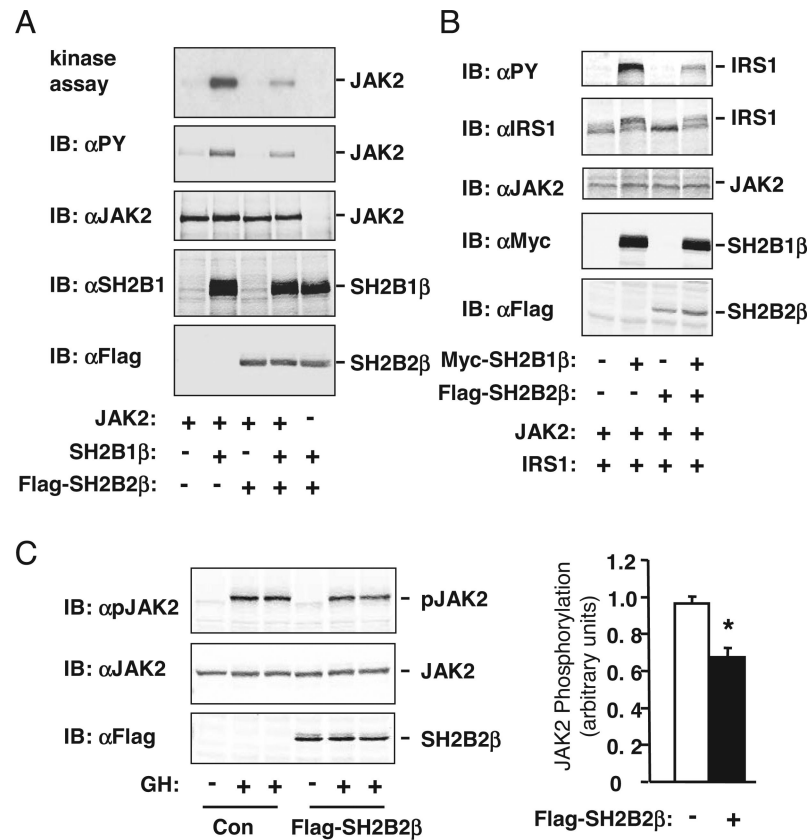 A
kinase assay
JAK2
IB: αPY
JAK2
IB: αJAK2
JAK2
IB: αSH2B1
SH2B1β
IB: αFlag
SH2B2β
JAK2: + + + + -
SH2B1β: - + - + +
Flag-SH2B2β: - - + + +
B
IB: αPY
IRS1
IB: αIRS1
IRS1
IB: αJAK2
JAK2
IB: αMyc
SH2B1β
IB: αFlag
SH2B2β
Myc-SH2B1β: - + - +
Flag-SH2B2β: - - + +
JAK2: + + + +
IRS1: + + + +
C
IB: αpJAK2
pJAK2
IB: αJAK2
JAK2
IB: αFlag
SH2B2β
GH: - + + - + +
Con
Flag-SH2B2β
JAK2 Phosphorylation
(arbitrary units)
1.2
1.0
0.8
0.6
0.4
0.2
0
*
Flag-SH2B2β: - +